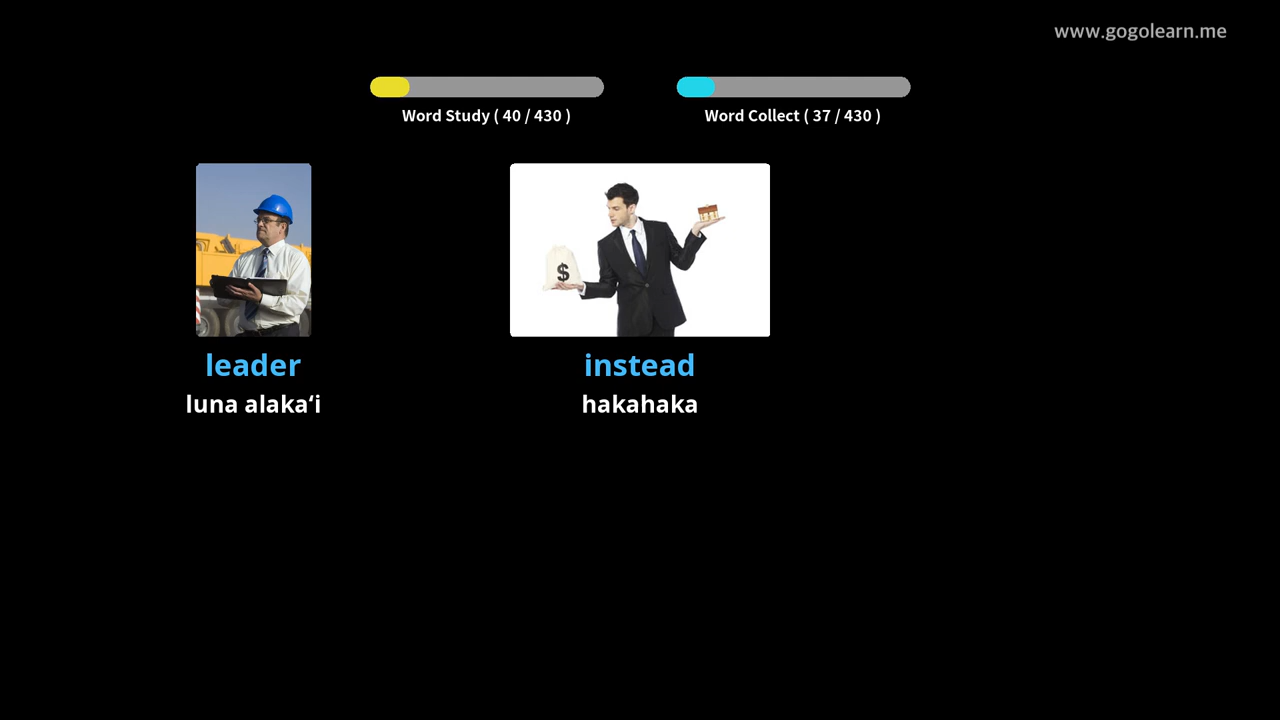 www.gogolearn.me
Word Study ( 40 / 430 )
Word Collect ( 37 / 430 )
$
leader
instead
luna alakaʻi
hakahaka